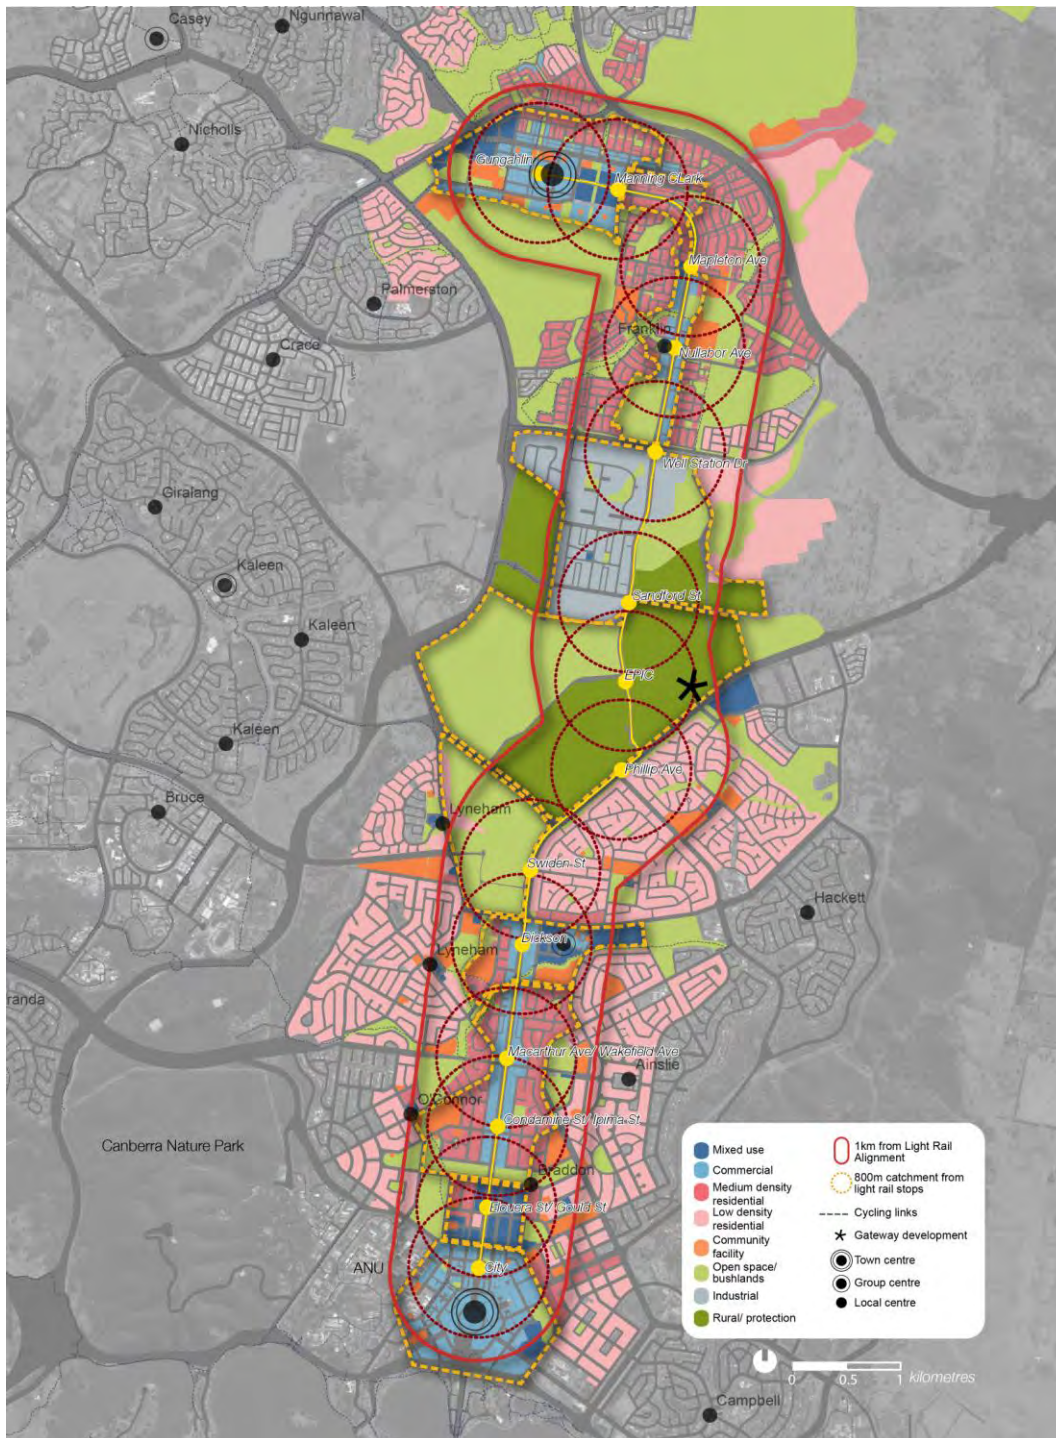 Casey
Ngunnawal
Nicholls
Gungahlin
Manning CLark
Mapleton Ave
Palmerston
Franklin
Crace
Nullabor Ave
Well Station Dr
Giralang
Kaleen
Sandford St
Kaleen
EPIC
Kaleen
Phillip Ave
Bruce
Lyneham
Swiden St
Hackett
Dickson
Lyneham
randa
Macarthur Ave/ Wakefield Ave
Ainslie
O'Connor
Condamine St/ Ipima St
Canberra Nature Park
Braddon
Elouera St/ Gould St
ANU
City
Mixed use
Commercial
Medium density
residential
Low density
residential
Community
facility
Open space/
bushlands
Industrial
Rural/ protection
1km from Light Rail
Alignment
800m catchment from
light rail stops
Cycling links
Gateway development
Town centre
Group centre
Local centre
0 0.5 1 kilometres
Campbell